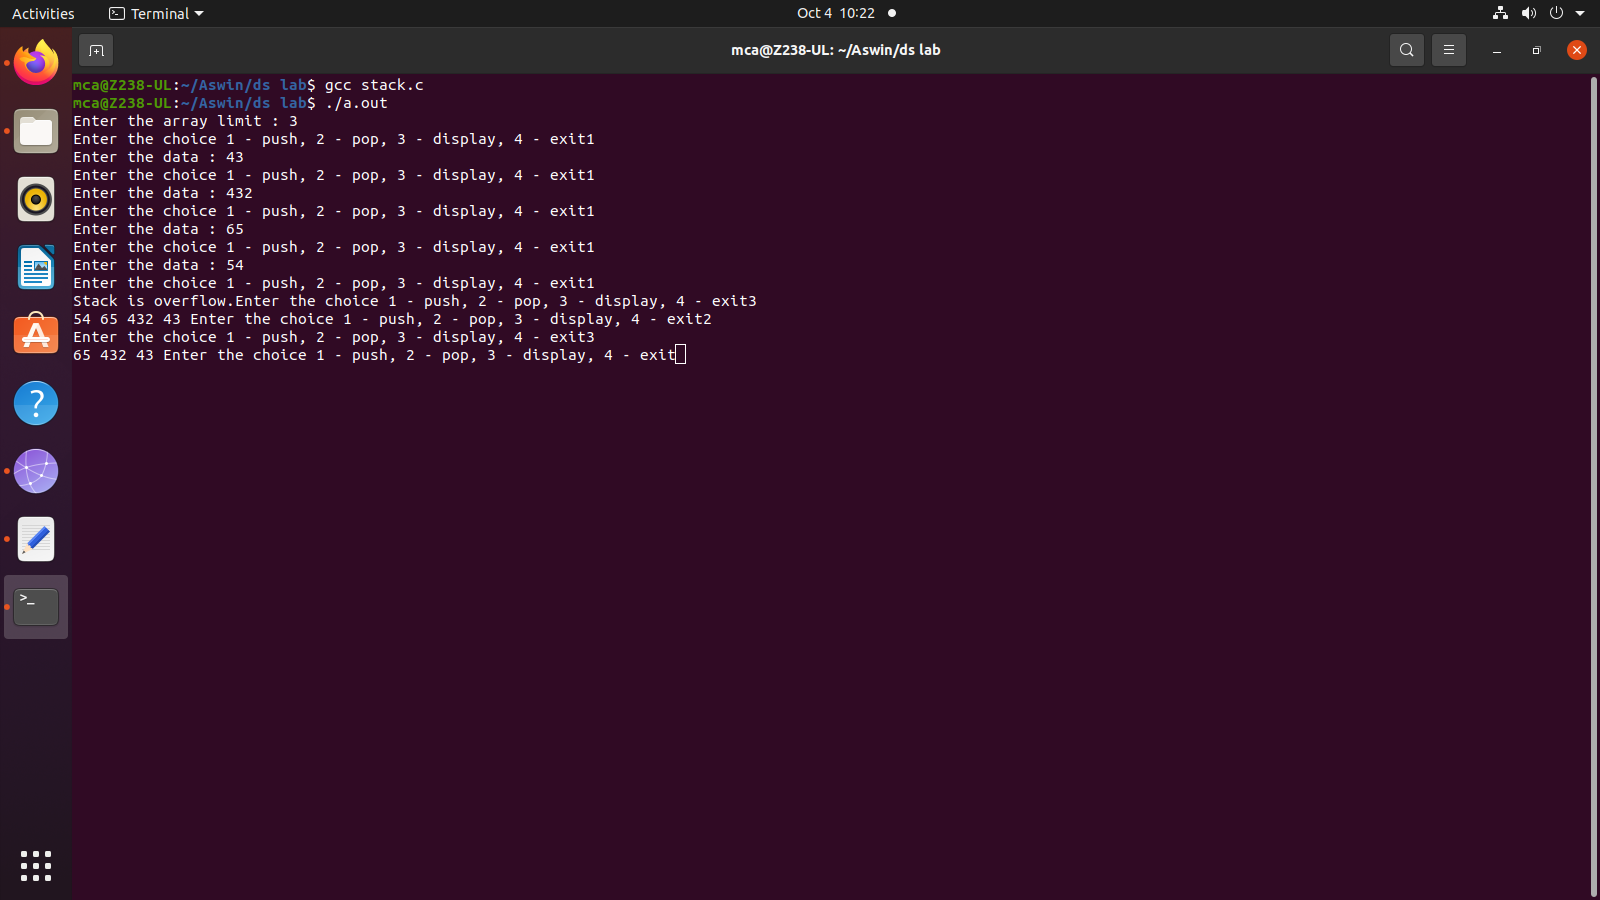 Activities Terminal Oct 4 10:22
mca@Z238-UL: ~/Aswin/ds lab
mca@Z238-UL:~/Aswin/ds lab$ gcc stack.c
mca@Z238-UL:~/Aswin/ds lab$ ./a.out
Enter the array limit : 3
Enter the choice 1 - push, 2 - pop, 3 - display, 4 - exit1
Enter the data : 43
Enter the choice 1 - push, 2 - pop, 3 - display, 4 - exit1
Enter the data : 432
Enter the choice 1 - push, 2 - pop, 3 - display, 4 - exit1
Enter the data : 65
Enter the choice 1 - push, 2 - pop, 3 - display, 4 - exit1
Enter the data : 54
Enter the choice 1 - push, 2 - pop, 3 - display, 4 - exit1
Stack is overflow.Enter the choice 1 - push, 2 - pop, 3 - display, 4 - exit3
54 65 432 43 Enter the choice 1 - push, 2 - pop, 3 - display, 4 - exit2
Enter the choice 1 - push, 2 - pop, 3 - display, 4 - exit3
65 432 43 Enter the choice 1 - push, 2 - pop, 3 - display, 4 - exit